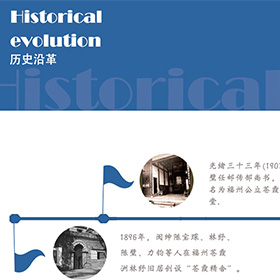 Historical
evolution
历史沿革
Historical
光绪三十三年(190
璧任邮传部尚书。
名为福州公立苍霞
堂。
1896年，闽绅陈宝琛、林纾、
陈璧、力钧等人在福州苍霞
洲林纾旧居创设“苍霞精舍”。